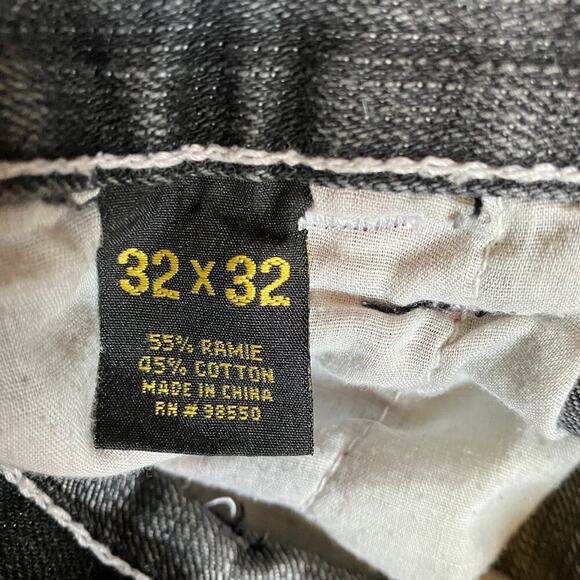 32 X 32
55% RAMIE
45% COTTON
MADE IN CHINA
RN # 98550